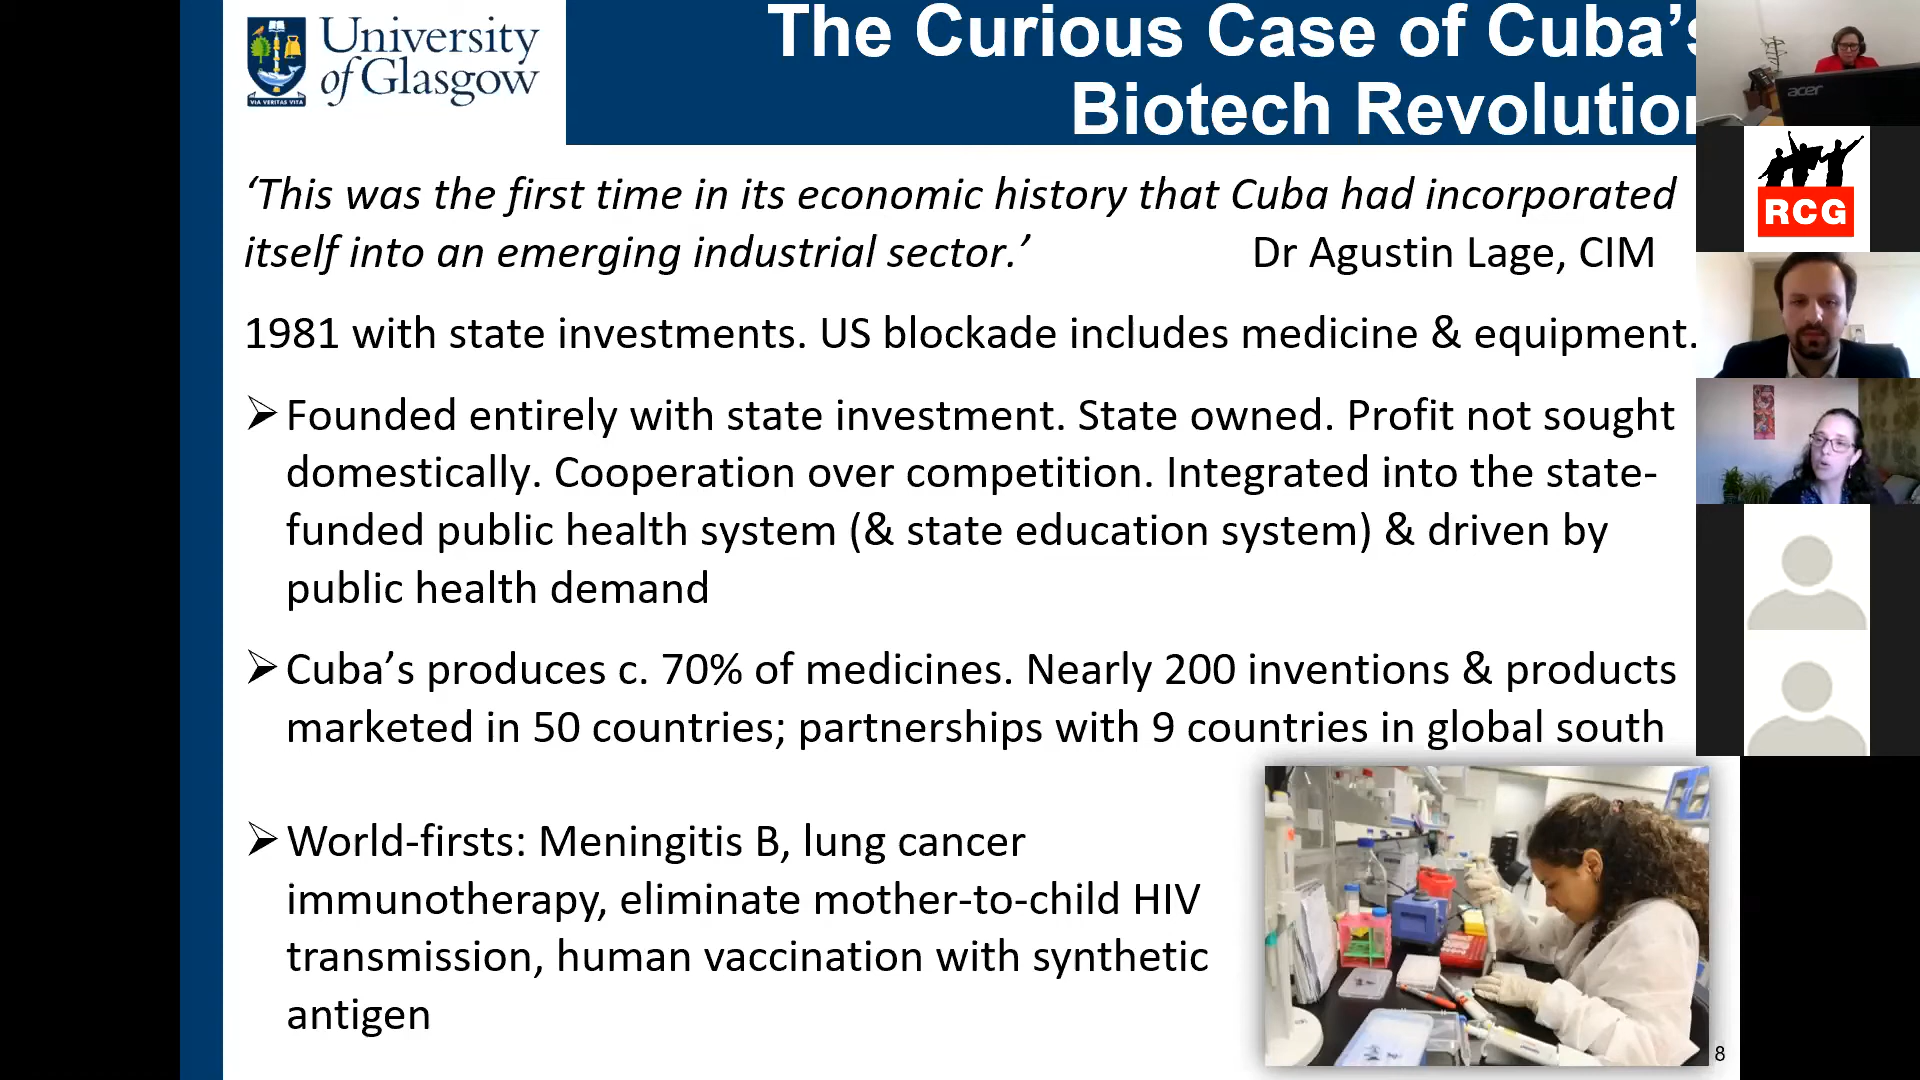 University
of Glasgow
VIA VERITAS VITA
The Curious Case of Cuba’s
Biotech Revolution
‘This was the first time in its economic history that Cuba had incorporated
itself into an emerging industrial sector.’ Dr Agustin Lage, CIM
1981 with state investments. US blockade includes medicine & equipment.
➢ Founded entirely with state investment. State owned. Profit not sought
domestically. Cooperation over competition. Integrated into the state-
funded public health system (& state education system) & driven by
public health demand
➢ Cuba’s produces c. 70% of medicines. Nearly 200 inventions & products
marketed in 50 countries; partnerships with 9 countries in global south
➢ World-firsts: Meningitis B, lung cancer
immunotherapy, eliminate mother-to-child HIV
transmission, human vaccination with synthetic
antigen
8
acer
RCG